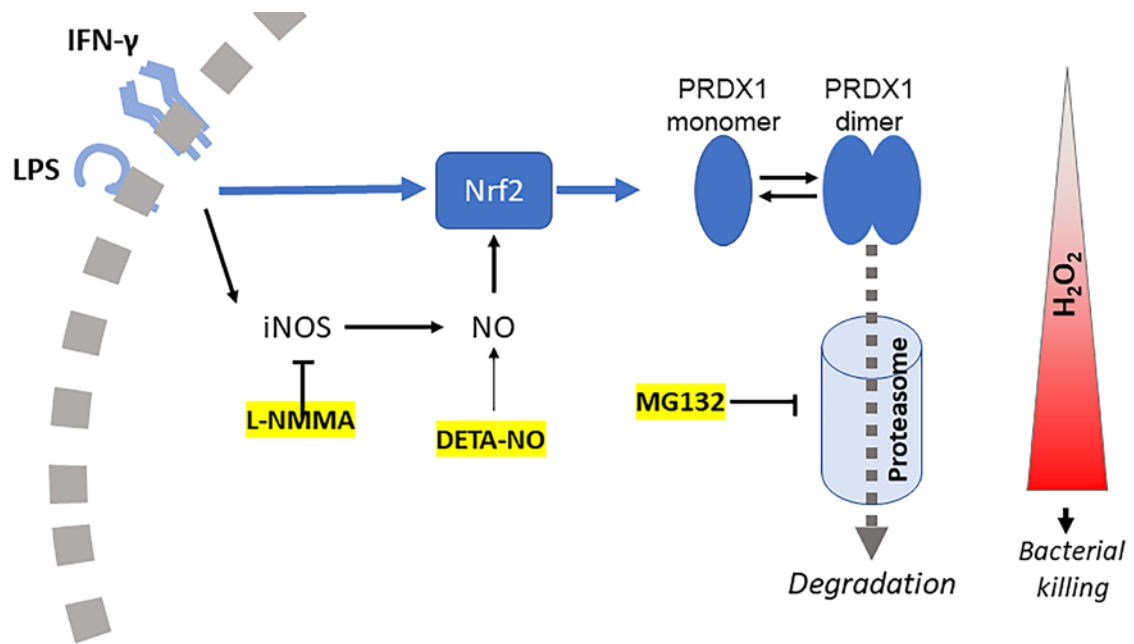 IFN-γ
LPS
PRDX1
monomer
PRDX1
dimer
Nrf2
iNOS
NO
L-NMMA
DETA-NO
MG132
Proteasome
Degradation
H₂O₂
Bacterial
killing